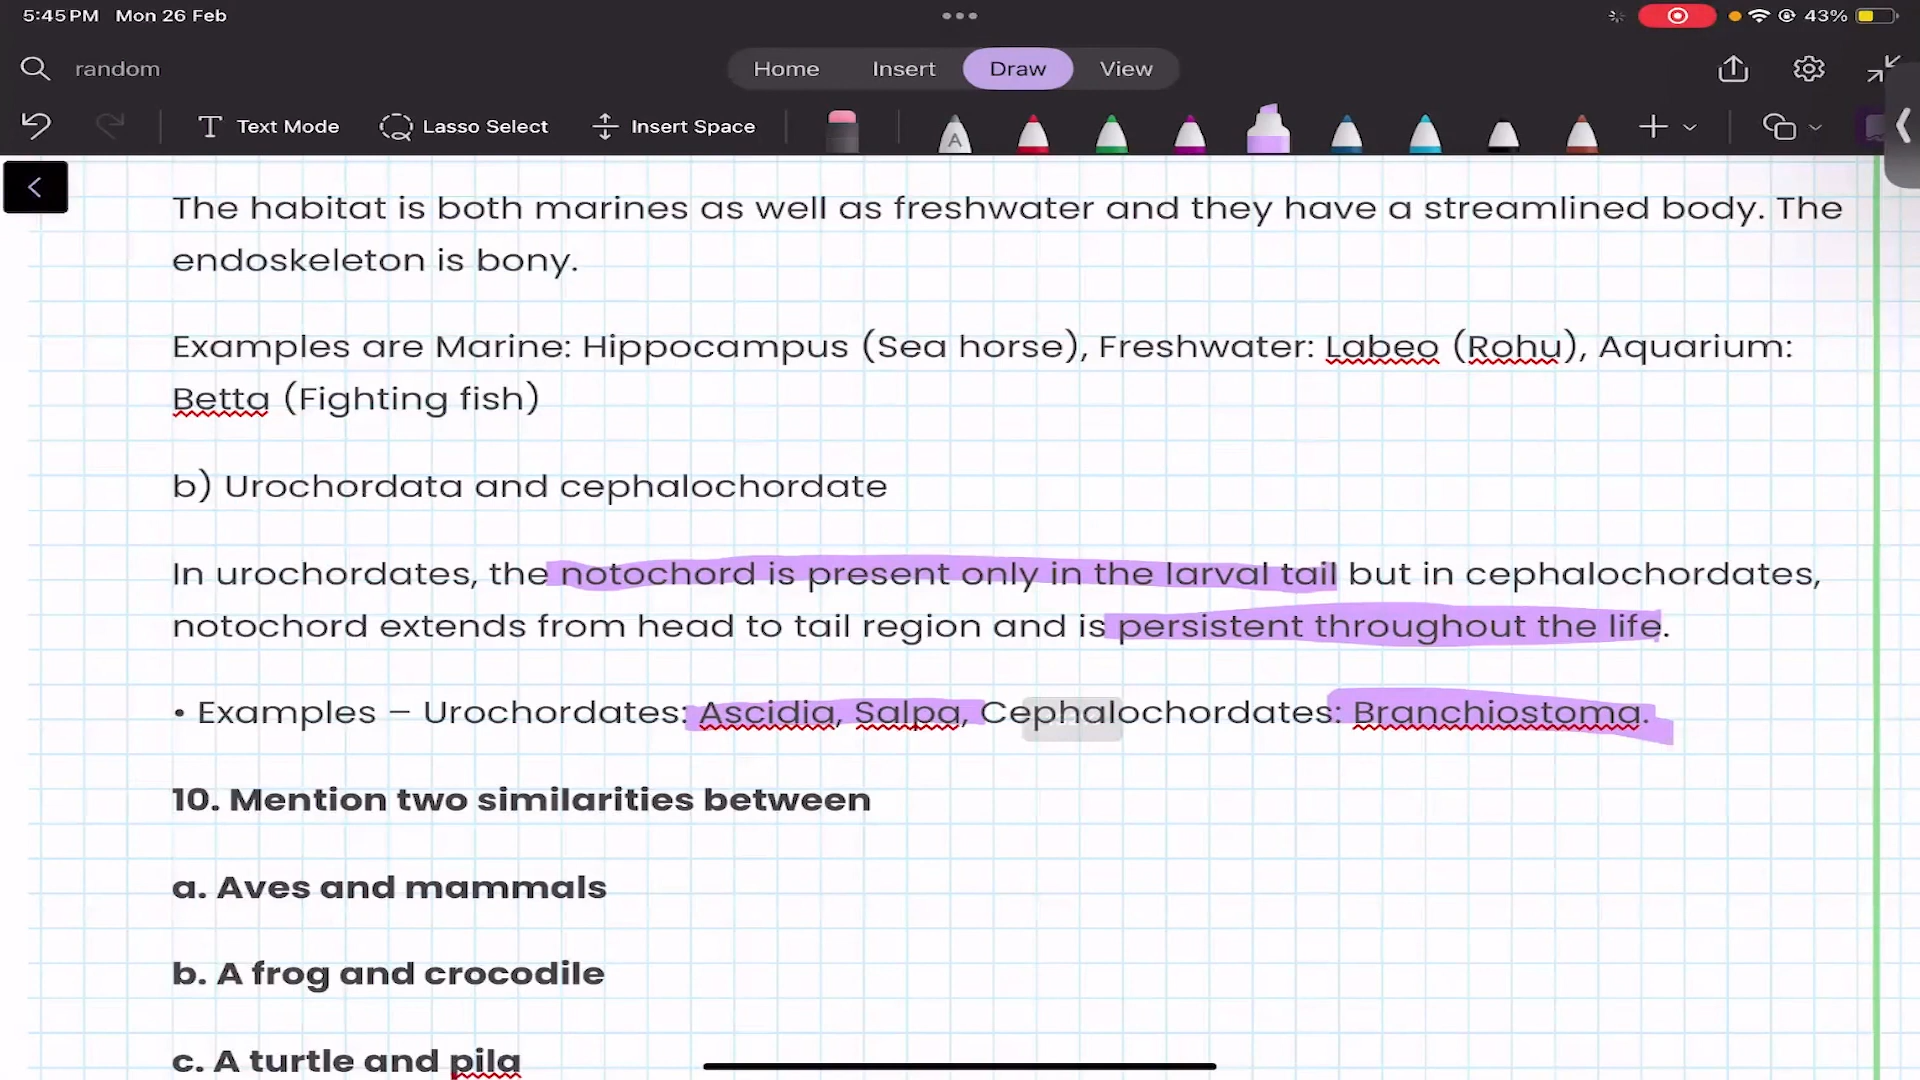 5:45 PM Mon 26 Feb
43%
random
Home Insert Draw View
Text Mode Lasso Select Insert Space
A
The habitat is both marines as well as freshwater and they have a streamlined body. The
endoskeleton is bony.
Examples are Marine: Hippocampus (Sea horse), Freshwater: Labeo (Rohu), Aquarium:
Betta (Fighting fish)
b) Urochordata and cephalochordate
In urochordates, the notochord is present only in the larval tail but in cephalochordates,
notochord extends from head to tail region and is persistent throughout the life.
• Examples – Urochordates: Ascidia, Salpa, Cephalochordates: Branchiostoma.
10. Mention two similarities between
a. Aves and mammals
b. A frog and crocodile
c. A turtle and pila